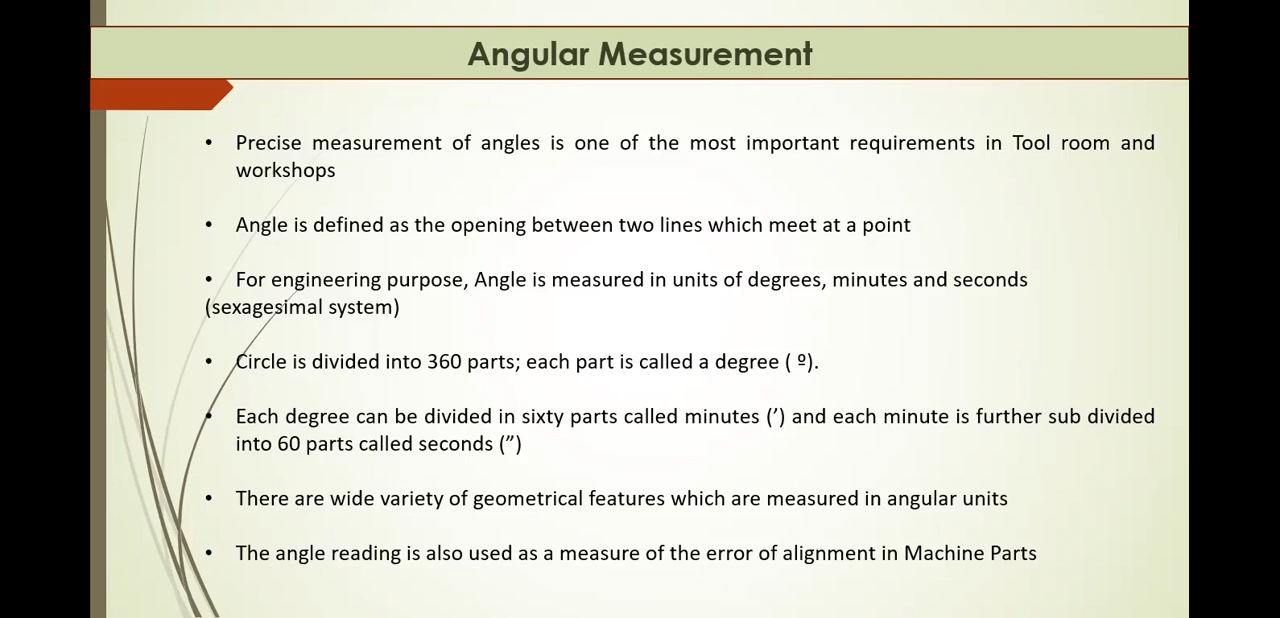 Angular Measurement
• Precise measurement of angles is one of the most important requirements in Tool room and
workshops
• Angle is defined as the opening between two lines which meet at a point
• For engineering purpose, Angle is measured in units of degrees, minutes and seconds
(sexagesimal system)
• Circle is divided into 360 parts; each part is called a degree ( º).
• Each degree can be divided in sixty parts called minutes (’) and each minute is further sub divided
into 60 parts called seconds (”)
• There are wide variety of geometrical features which are measured in angular units
• The angle reading is also used as a measure of the error of alignment in Machine Parts